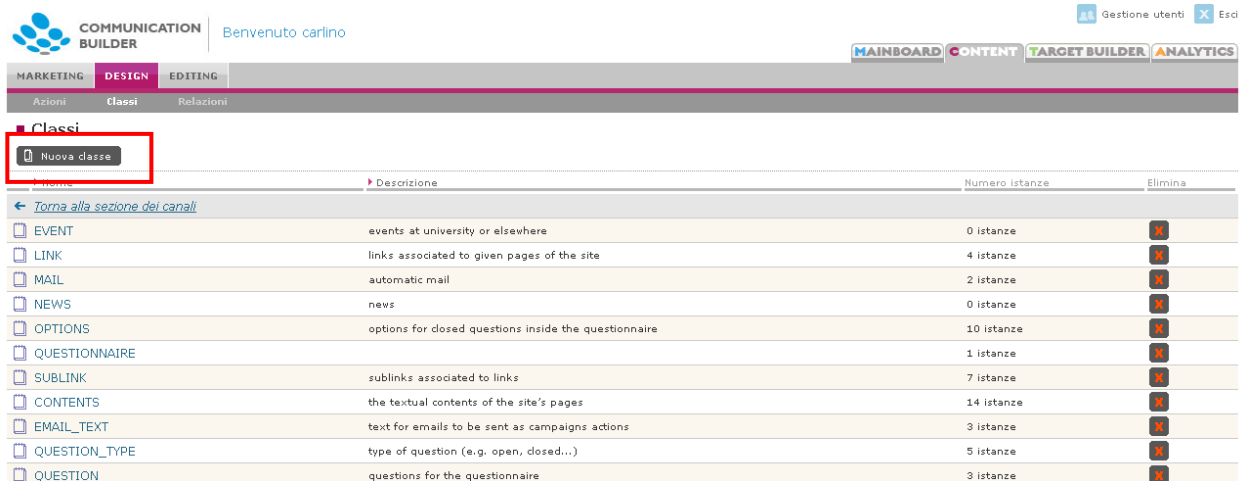 COMMUNICATION
BUILDER
Benvenuto carlino
Gestione utenti X Esci
MAINBOARD CONTENT TARGET BUILDER ANALYTICS
MARKETING DESIGN EDITING
Azioni Classi Relazioni
Classi
Nuova classe
Nome Descrizione Numero istanze Elimina
← Torna alla sezione dei canali
EVENT events at university or elsewhere 0 istanze X
LINK links associated to given pages of the site 4 istanze X
MAIL automatic mail 2 istanze X
NEWS news 0 istanze X
OPTIONS options for closed questions inside the questionnaire 10 istanze X
QUESTIONNAIRE 1 istanze X
SUBLINK sublinks associated to links 7 istanze X
CONTENTS the textual contents of the site's pages 14 istanze X
EMAIL_TEXT text for emails to be sent as campaigns actions 3 istanze X
QUESTION_TYPE type of question (e.g. open, closed...) 5 istanze X
QUESTION questions for the questionnaire 3 istanze X